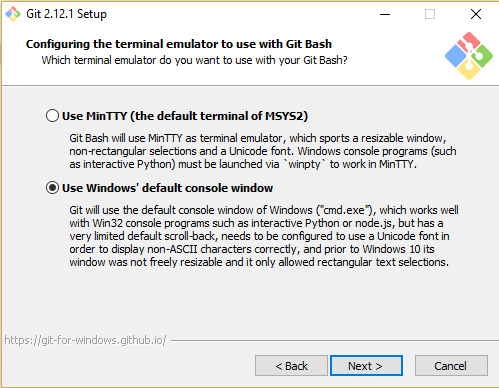 Git 2.12.1 Setup
Configuring the terminal emulator to use with Git Bash
Which terminal emulator do you want to use with your Git Bash?
Use MinTTY (the default terminal of MSYS2)
Git Bash will use MinTTY as terminal emulator, which sports a resizable window,
non-rectangular selections and a Unicode font. Windows console programs (such
as interactive Python) must be launched via `winpty` to work in MinTTY.
Use Windows' default console window
Git will use the default console window of Windows ("cmd.exe"), which works well
with Win32 console programs such as interactive Python or node.js, but has a
very limited default scroll-back, needs to be configured to use a Unicode font in
order to display non-ASCII characters correctly, and prior to Windows 10 its
window was not freely resizable and it only allowed rectangular text selections.
https://git-for-windows.github.io/
< Back Next > Cancel